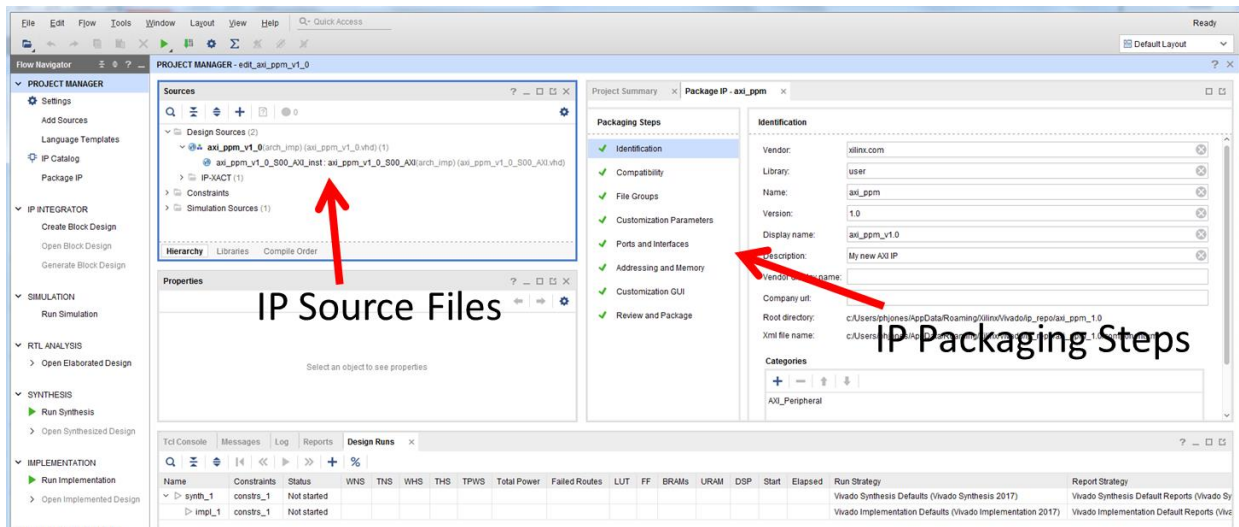 File Edit Flow Tools Window Layout View Help Q- Quick Access Ready
Default Layout
Flow Navigator
PROJECT MANAGER
Settings
Add Sources
Language Templates
IP Catalog
Package IP
IP INTEGRATOR
Create Block Design
Open Block Design
Generate Block Design
SIMULATION
Run Simulation
RTL ANALYSIS
Open Elaborated Design
SYNTHESIS
Run Synthesis
Open Synthesized Design
IMPLEMENTATION
Run Implementation
Open Implemented Design
PROJECT MANAGER - edit_axi_ppm_v1_0
Sources
0
Design Sources (2)
axi_ppm_v1_0(arch_imp) (axi_ppm_v1_0.vhd) (1)
axi_ppm_v1_0_S00_AXI_inst : axi_ppm_v1_0_S00_AXI(arch_imp) (axi_ppm_v1_0_S00_AXI.vhd)
IP-XACT (1)
Constraints
Simulation Sources (1)
Hierarchy Libraries Compile Order
Properties
IP Source Files
Select an object to see properties
Project Summary Package IP - axi_ppm
Packaging Steps
Identification
Compatibility
File Groups
Customization Parameters
Ports and Interfaces
Addressing and Memory
Customization GUI
Review and Package
Identification
Vendor: xilinx.com
Library: user
Name: axi_ppm
Version: 1.0
Display name: axi_ppm_v1.0
Description: My new AXI IP
Vendor display name:
Company url:
Root directory: c:/Users/phjones/AppData/Roaming/Xilinx/Vivado/ip_repo/axi_ppm_1.0
Xml file name:
IP Packaging Steps
Categories
AXI_Peripheral
Tcl Console Messages Log Reports Design Runs
Name Constraints Status WNS TNS WHS THS TPWS Total Power Failed Routes LUT FF BRAMs URAM DSP Start Elapsed Run Strategy Report Strategy
synth_1 constrs_1 Not started Vivado Synthesis Defaults (Vivado Synthesis 2017) Vivado Synthesis Default Reports (Vivado Sy
impl_1 constrs_1 Not started Vivado Implementation Defaults (Vivado Implementation 2017) Vivado Implementation Default Reports (Viva